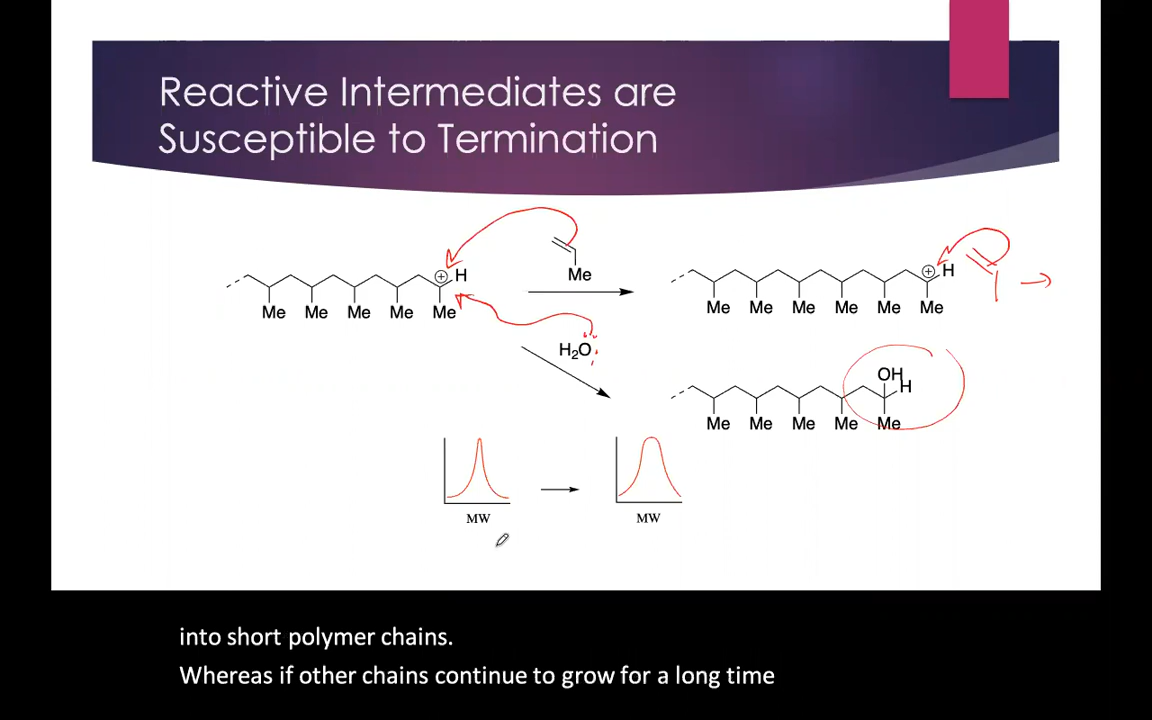 Reactive Intermediates are
Susceptible to Termination
Me
H
Me Me Me Me Me
H
Me Me Me Me Me Me
H₂O
OH
H
Me Me Me Me Me
MW
MW
into short polymer chains.
Whereas if other chains continue to grow for a long time